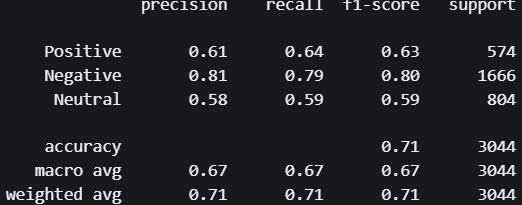 precision recall f1-score support
Positive 0.61 0.64 0.63 574
Negative 0.81 0.79 0.80 1666
Neutral 0.58 0.59 0.59 804
accuracy 0.71 3044
macro avg 0.67 0.67 0.67 3044
weighted avg 0.71 0.71 0.71 3044